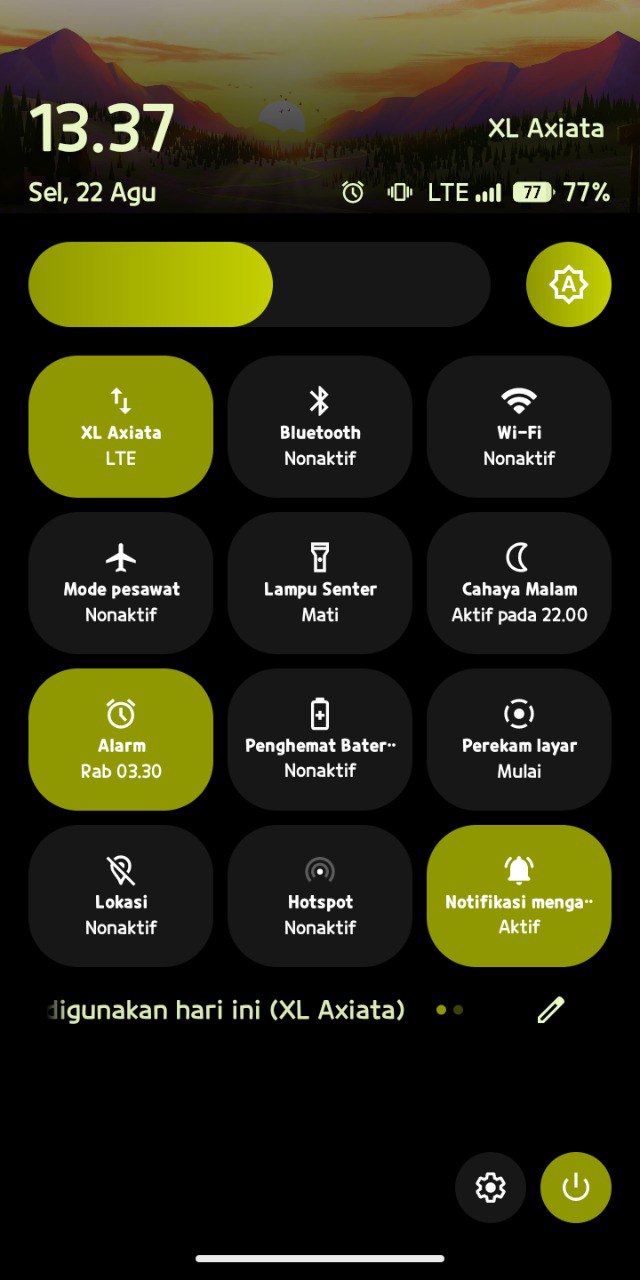 13.37
XL Axiata
Sel, 22 Agu
LTE 77 77%
A
XL Axiata
LTE
Bluetooth
Nonaktif
Wi-Fi
Nonaktif
Mode pesawat
Nonaktif
Lampu Senter
Mati
Cahaya Malam
Aktif pada 22.00
Alarm
Rab 03.30
Penghemat Bater··
Nonaktif
Perekam layar
Mulai
Lokasi
Nonaktif
Hotspot
Nonaktif
Notifikasi menga··
Aktif
digunakan hari ini (XL Axiata)